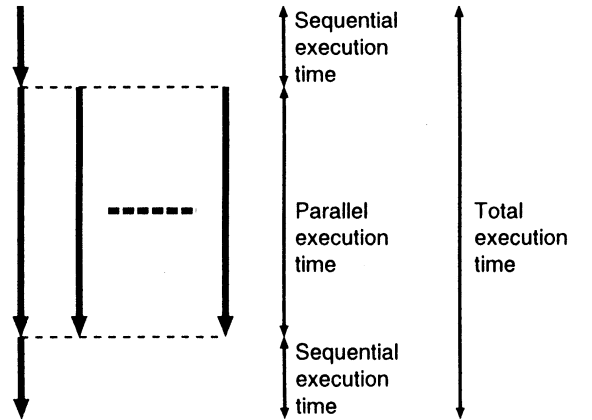 Sequential
execution
time
Parallel
execution
time
Total
execution
time
Sequential
execution
time